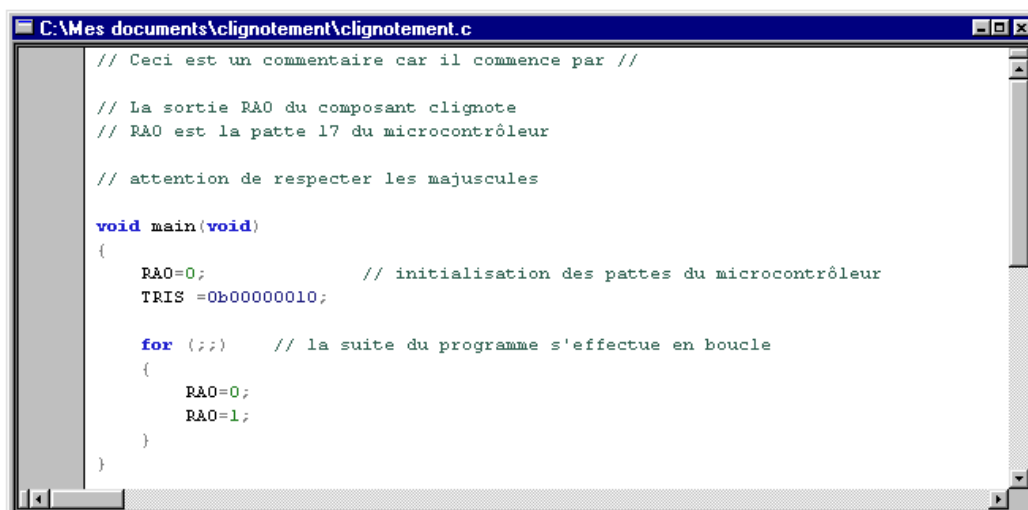 C:\Mes documents\clignotement\clignotement.c
// Ceci est un commentaire car il commence par //
// La sortie RA0 du composant clignote
// RA0 est la patte 17 du microcontrôleur
// attention de respecter les majuscules
void main(void)
{
RA0=0; // initialisation des pattes du microcontrôleur
TRIS =0b00000010;
for (;;) // la suite du programme s'effectue en boucle
{
RA0=0;
RA0=1;
}
}